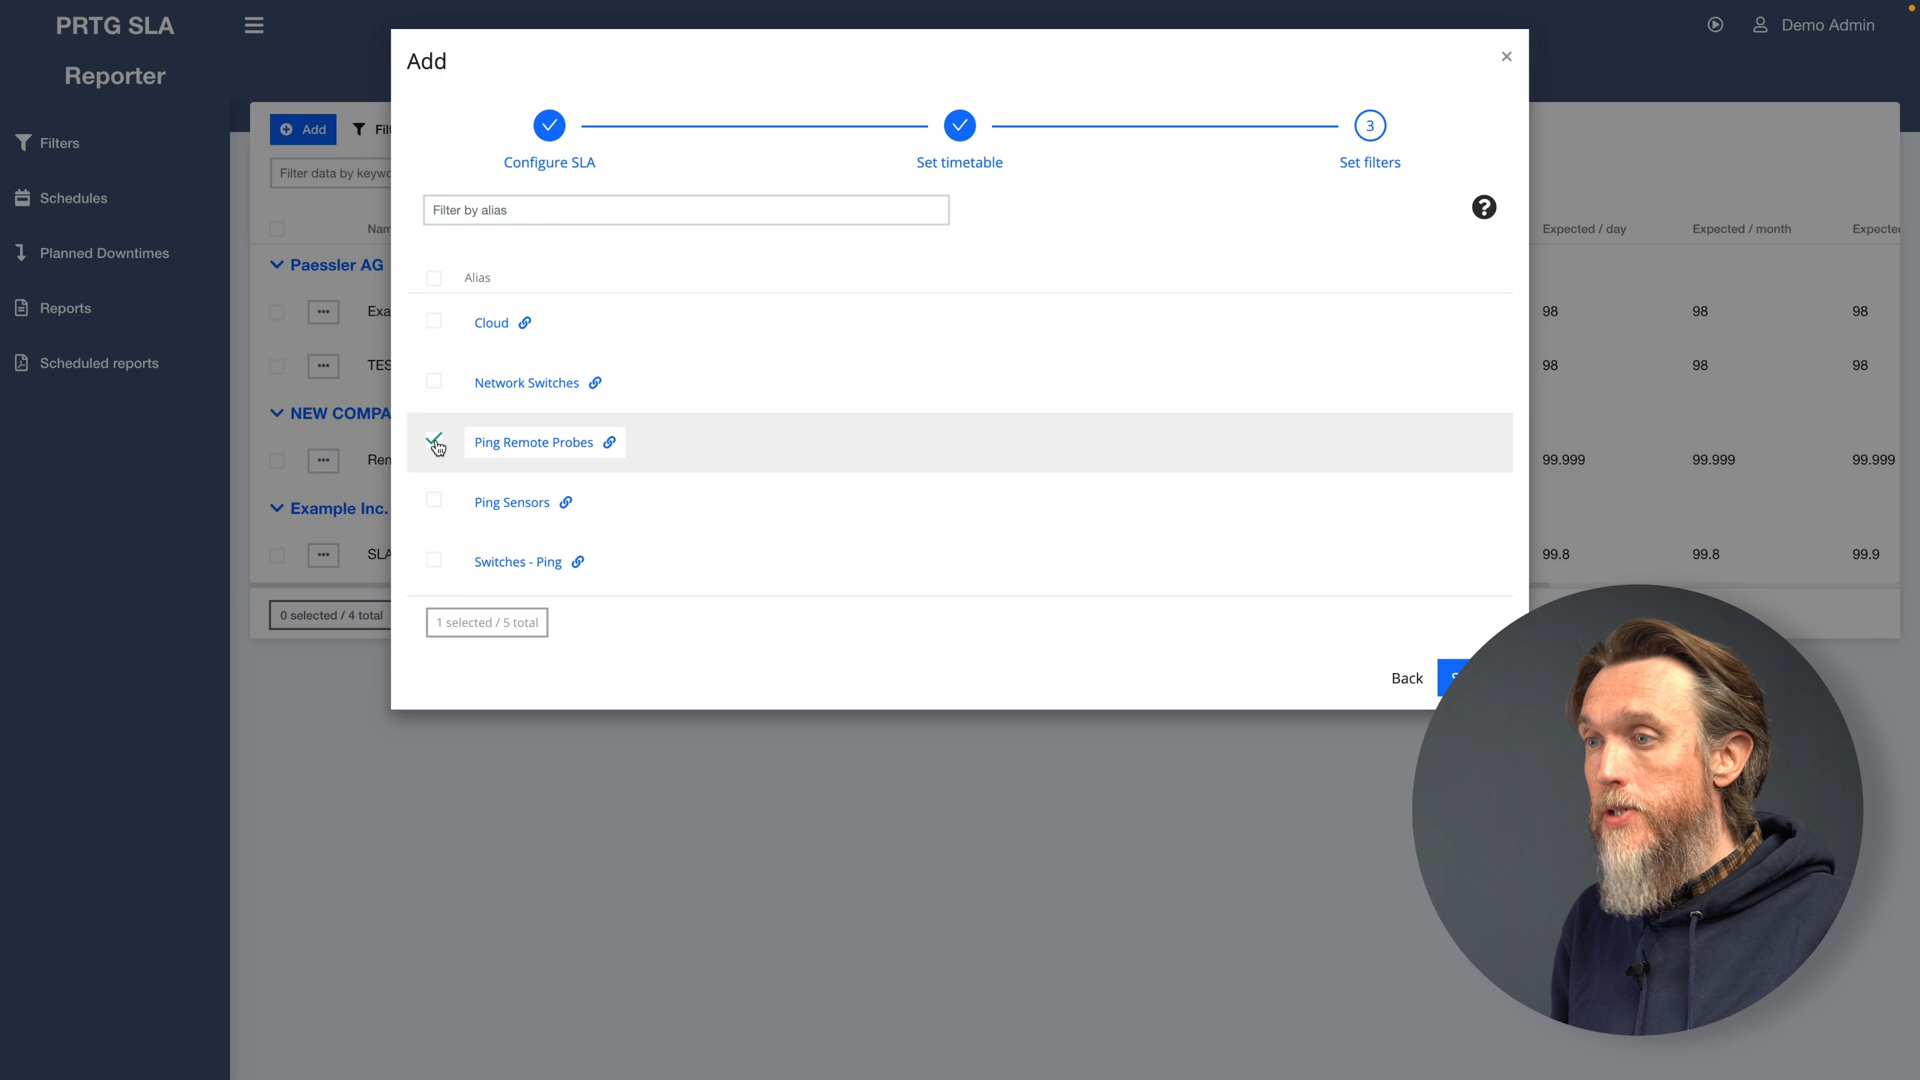 PRTG SLA
Reporter
Demo Admin
Filters
Schedules
Planned Downtimes
Reports
Scheduled reports
Add
Filter data by
Expected / day
Expected / month
Paessler AG
98
98
98
98
98
98
99.999
99.999
99.999
Example Inc.
SLA
99.8
99.8
99.9
0 selected / 4 total
Add
Configure SLA
Set timetable
3
Set filters
Filter by alias
?
Alias
Cloud
Network Switches
Ping Remote Probes
Ping Sensors
Switches - Ping
1 selected / 5 total
Back